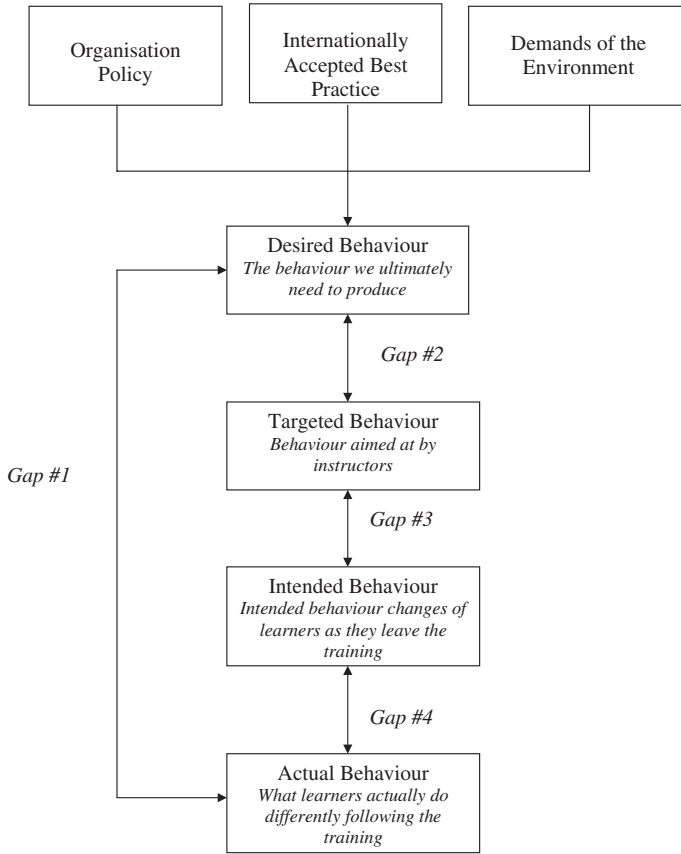 Organisation
Policy
Internationally
Accepted Best
Practice
Demands of the
Environment
Desired Behaviour
The behaviour we ultimately
need to produce
Gap #2
Targeted Behaviour
Behaviour aimed at by
instructors
Gap #1
Gap #3
Intended Behaviour
Intended behaviour changes of
learners as they leave the
training
Gap #4
Actual Behaviour
What learners actually do
differently following the
training